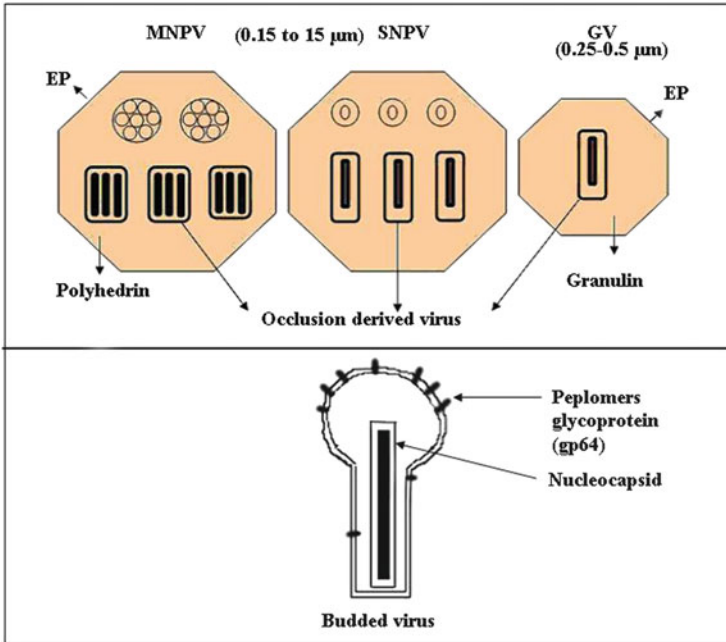 MNPV (0.15 to 15 µm) SNPV GV
(0.25-0.5 µm)
EP
EP
Polyhedrin
Granulin
Occlusion derived virus
Peplomers
glycoprotein
(gp64)
Nucleocapsid
Budded virus